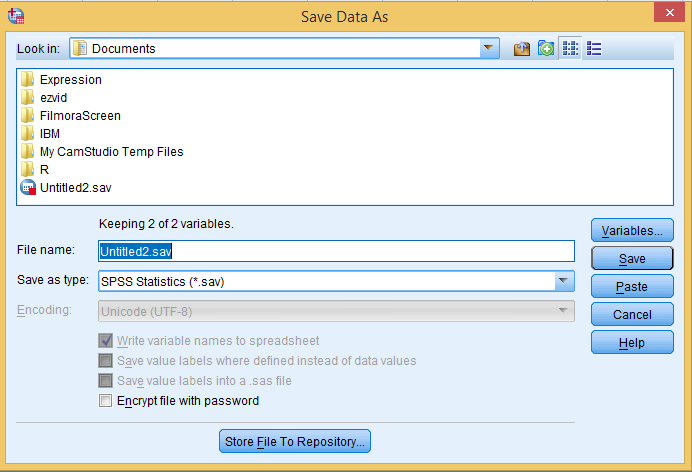 Save Data As
Look in: Documents
Expression
ezvid
FilmoraScreen
IBM
My CamStudio Temp Files
R
Untitled2.sav
Keeping 2 of 2 variables.
Variables...
File name: Untitled2.sav
Save
Save as type: SPSS Statistics (*.sav)
Paste
Encoding: Unicode (UTF-8)
Cancel
Write variable names to spreadsheet
Help
Save value labels where defined instead of data values
Save value labels into a .sas file
Encrypt file with password
Store File To Repository...